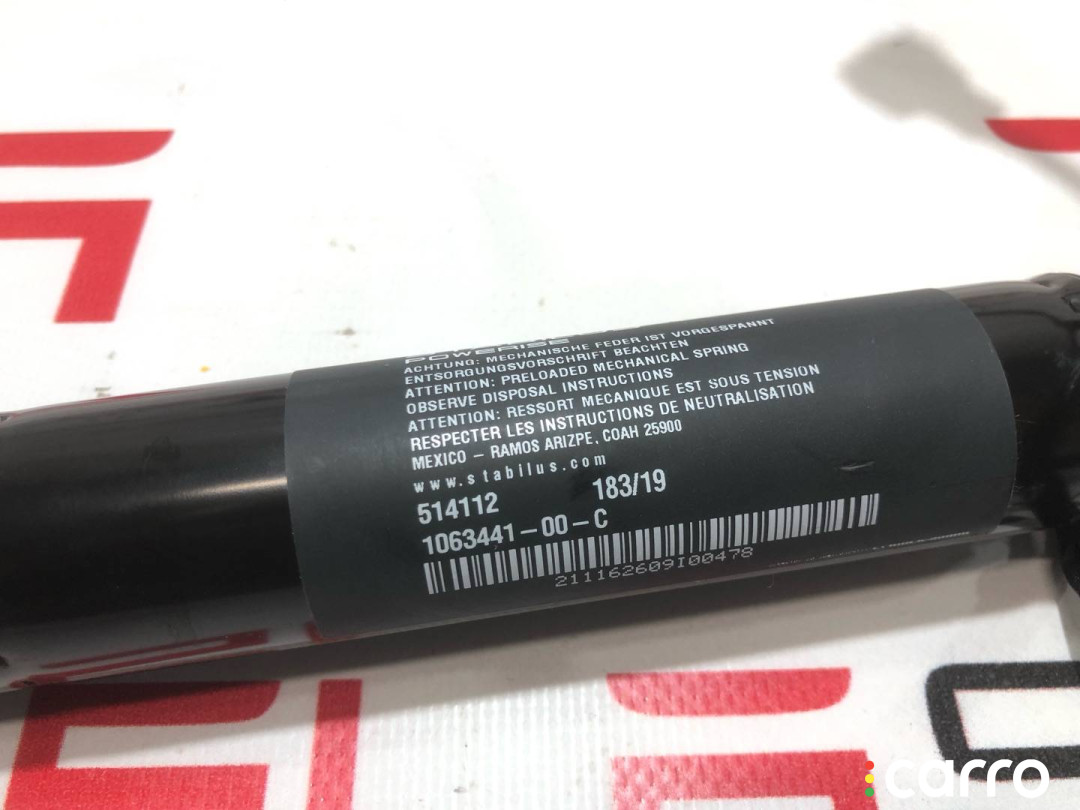 POWERISE
ACHTUNG: MECHANISCHE FEDER IST VORGESPANNT
ENTSORGUNGSVORSCHRIFT BEACHTEN
ATTENTION: PRELOADED MECHANICAL SPRING
OBSERVE DISPOSAL INSTRUCTIONS
ATTENTION: RESSORT MECANIQUE EST SOUS TENSION
RESPECTER LES INSTRUCTIONS DE NEUTRALISATION
MEXICO - RAMOS ARIZPE, COAH 25900
www.stabilus.com
514112 183/19
1063441-00-C
211162609I00478
carro